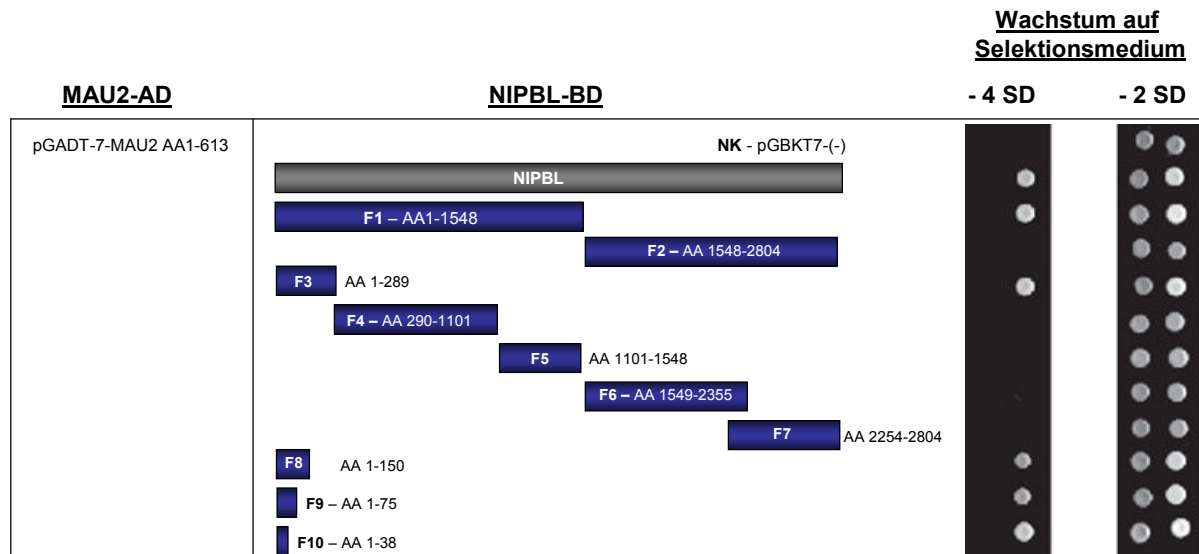 Wachstum auf
Selektionsmedium
MAU2-AD NIPBL-BD - 4 SD - 2 SD
pGADT-7-MAU2 AA1-613 NK - pGBKT7-(-)
NIPBL
F1 – AA1-1548
F2 – AA 1548-2804
F3 AA 1-289
F4 – AA 290-1101
F5 AA 1101-1548
F6 – AA 1549-2355
F7 AA 2254-2804
F8 AA 1-150
F9 – AA 1-75
F10 – AA 1-38